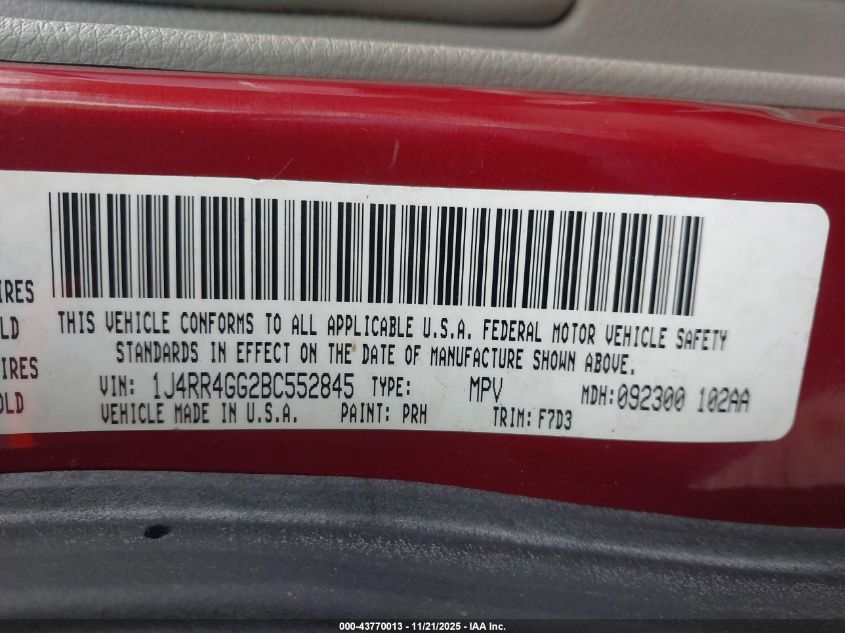 IRES
LD
IRES
OLD
THIS VEHICLE CONFORMS TO ALL APPLICABLE U.S.A. FEDERAL MOTOR VEHICLE SAFETY
STANDARDS IN EFFECT ON THE DATE OF MANUFACTURE SHOWN ABOVE.
VIN: 1J4RR4GG2BC552845 TYPE: MPV MDH:092300 102AA
VEHICLE MADE IN U.S.A. PAINT: PRH TRIM: F7D3
000-43770013 - 11/21/2025 - IAA Inc.